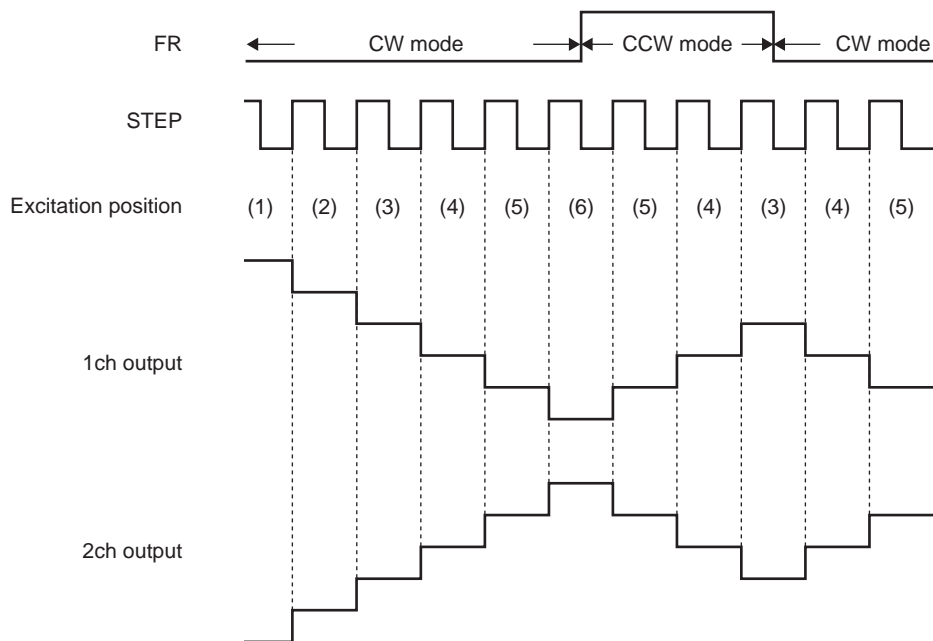 FR CW mode CCW mode CW mode
STEP
Excitation position (1) (2) (3) (4) (5) (6) (5) (4) (3) (4) (5)
1ch output
2ch output